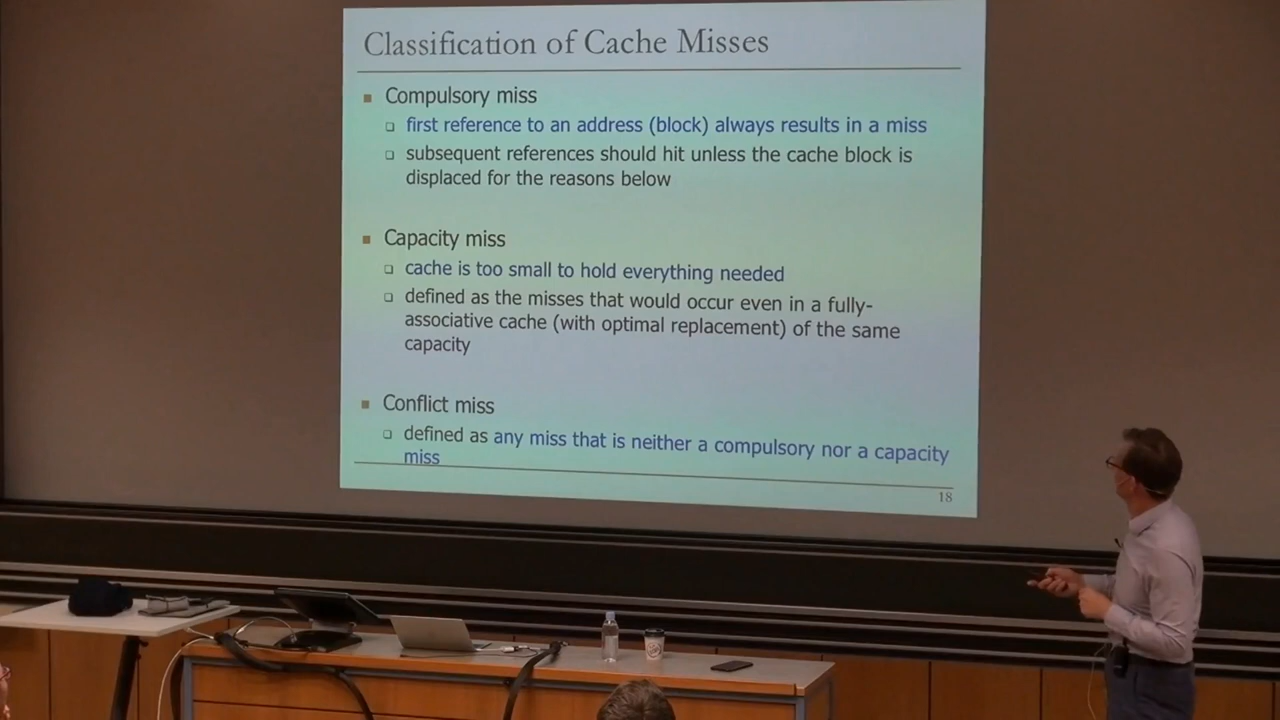 Classification of Cache Misses
Compulsory miss
first reference to an address (block) always results in a miss
subsequent references should hit unless the cache block is
displaced for the reasons below
Capacity miss
cache is too small to hold everything needed
defined as the misses that would occur even in a fully-
associative cache (with optimal replacement) of the same
capacity
Conflict miss
defined as any miss that is neither a compulsory nor a capacity
miss
18